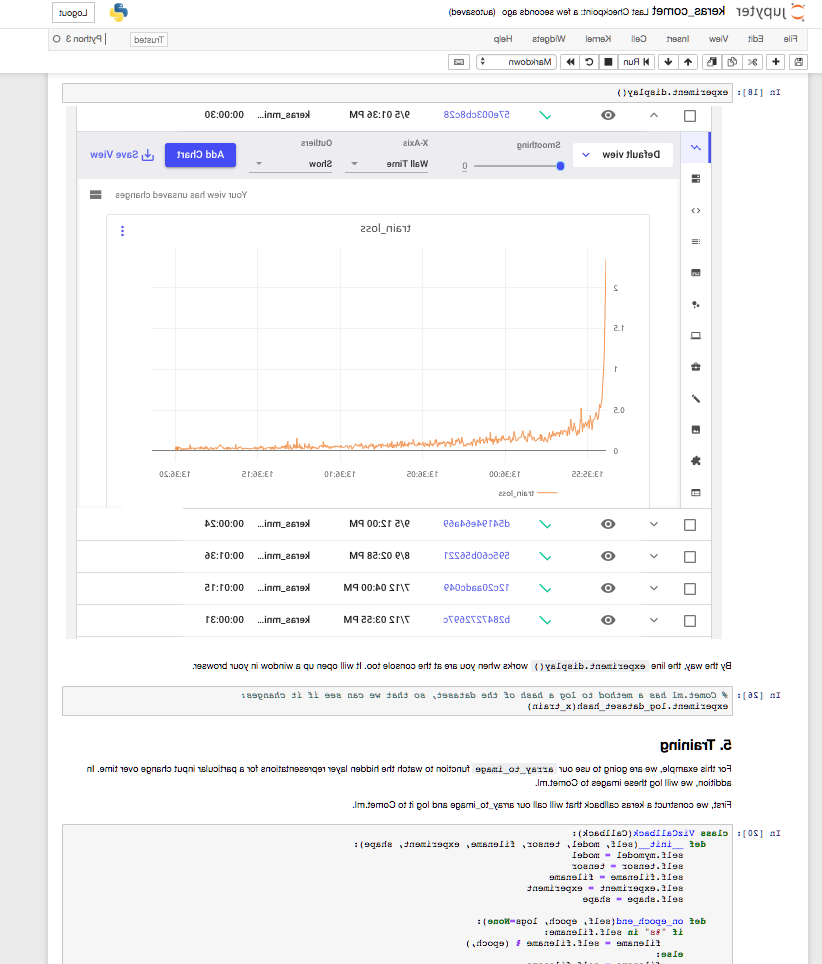 jupyter keras_comet Last Checkpoint: a few seconds ago (autosaved) Logout
File Edit View Insert Cell Kernel Widgets Help Trusted Python 3
Run Markdown
In [18]: experiment.display()
57e003cb8c28 9/5 01:36 PM keras_mni... 00:00:30
Default view Smoothing 0 X-Axis Wall Time Outliers Show Add Chart Save View
Your view has unsaved changes
train_loss
2
1.5
1
0.5
0
13:35:55 13:36:00 13:36:05 13:36:10 13:36:15 13:36:20
train_loss
d54194e64a69 9/5 12:00 PM keras_mni... 00:00:24
595c60b56221 8/9 02:58 PM keras_mni... 00:01:36
12c20aadc049 7/12 04:00 PM keras_mni... 00:01:15
b2847272697c 7/12 03:55 PM keras_mni... 00:00:31
By the way, the line experiment.display() works when you are at the console too. It will open up a window in your browser.
In [26]: # Comet.ml has a method to log a hash of the dataset, so that we can see if it changes:
experiment.log_dataset_hash(x_train)
5. Training
For this example, we are going to use our array_to_image function to watch the hidden layer representations for a particular input change over time. In
addition, we will log these images to Comet.ml.
First, we construct a keras callback that will call our array_to_image and log it to Comet.ml.
In [20]: class VizCallback(Callback):
def __init__(self, model, tensor, filename, experiment, shape):
self.mymodel = model
self.tensor = tensor
self.filename = filename
self.experiment = experiment
self.shape = shape
def on_epoch_end(self, epoch, logs=None):
if "%s" in self.filename:
filename = self.filename % (epoch,)
else:
filename = self.filename